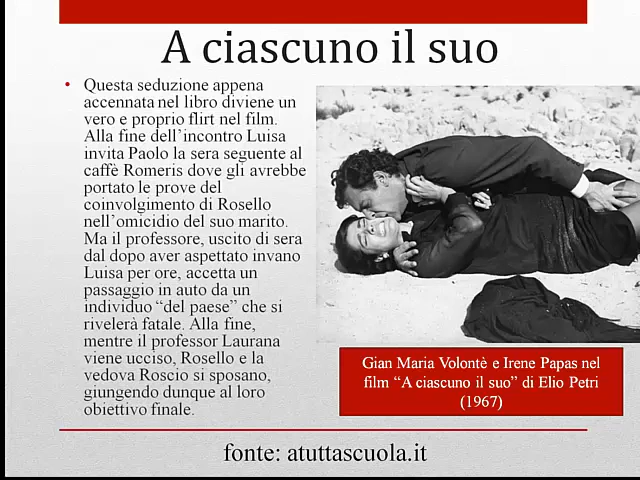 A ciascuno il suo
• Questa seduzione appena
accennata nel libro diviene un
vero e proprio flirt nel film.
Alla fine dell’incontro Luisa
invita Paolo la sera seguente al
caffè Romeris dove gli avrebbe
portato le prove del
coinvolgimento di Rosello
nell’omicidio del suo marito.
Ma il professore, uscito di sera
dal dopo aver aspettato invano
Luisa per ore, accetta un
passaggio in auto da un
individuo “del paese” che si
rivelerà fatale. Alla fine,
mentre il professor Laurana
viene ucciso, Rosello e la
vedova Roscio si sposano,
giungendo dunque al loro
obiettivo finale.
Gian Maria Volontè e Irene Papas nel
film “A ciascuno il suo” di Elio Petri
(1967)
fonte: atuttascuola.it